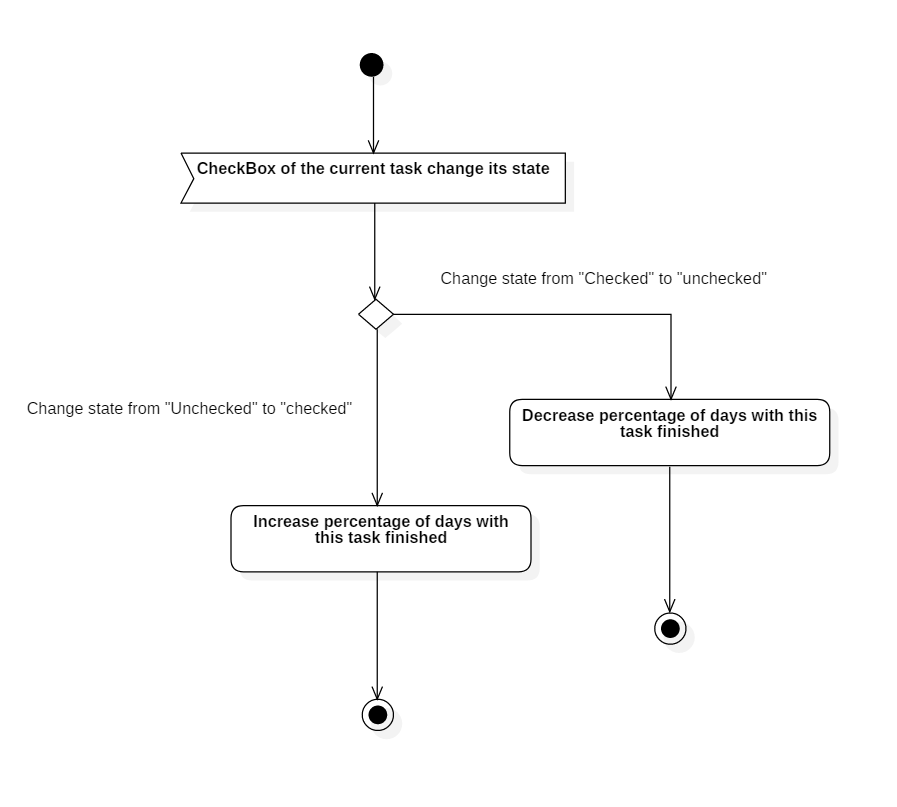 CheckBox of the current task change its state
Change state from "Checked" to "unchecked"
Change state from "Unchecked" to "checked"
Decrease percentage of days with this
task finished
Increase percentage of days with
this task finished